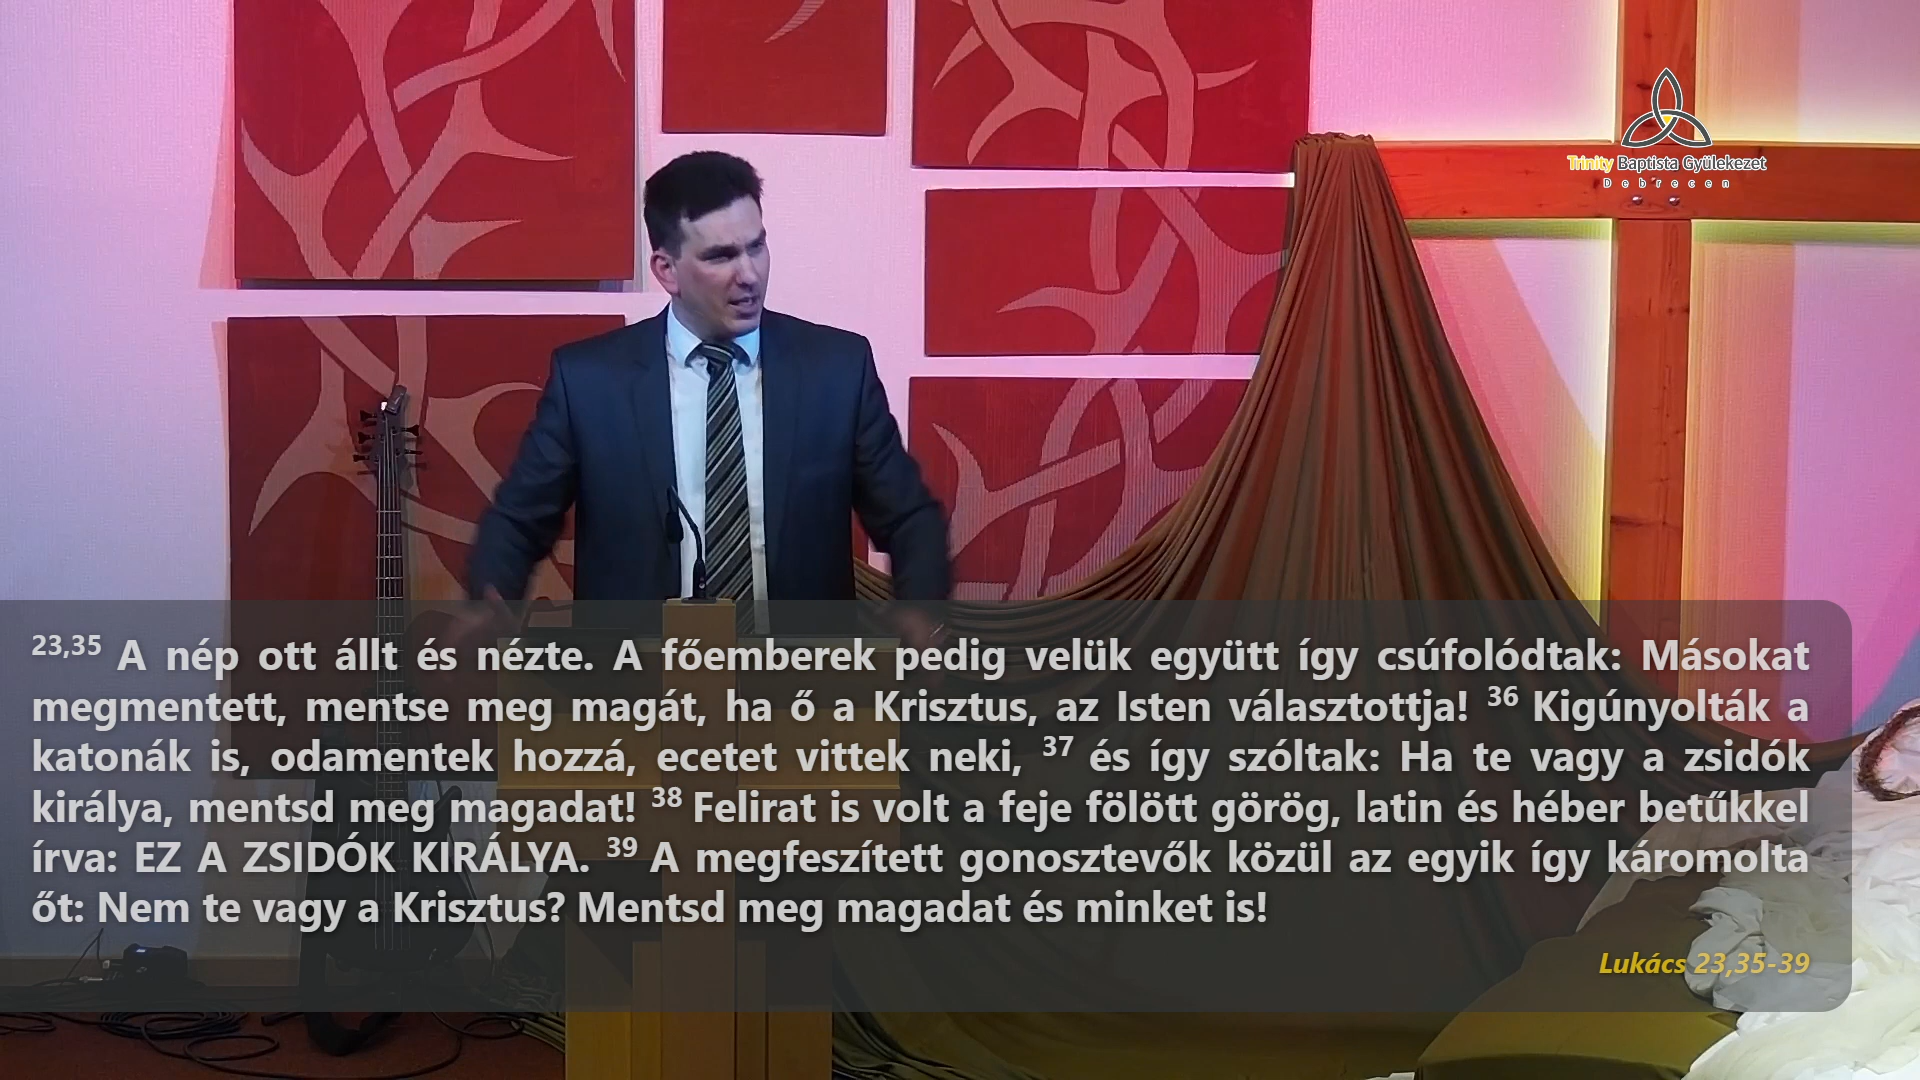 Trinity Baptista Gyülekezet
Debrecen
23,35 A nép ott állt és nézte. A főemberek pedig velük együtt így csúfolódtak: Másokat
megmentett, mentse meg magát, ha ő a Krisztus, az Isten választottja! 36 Kigúnyolták a
katonák is, odamentek hozzá, ecetet vittek neki, 37 és így szóltak: Ha te vagy a zsidók
királya, mentsd meg magadat! 38 Felirat is volt a feje fölött görög, latin és héber betűkkel
írva: EZ A ZSIDÓK KIRÁLYA. 39 A megfeszített gonosztevők közül az egyik így káromolta
őt: Nem te vagy a Krisztus? Mentsd meg magadat és minket is!
Lukács 23,35-39